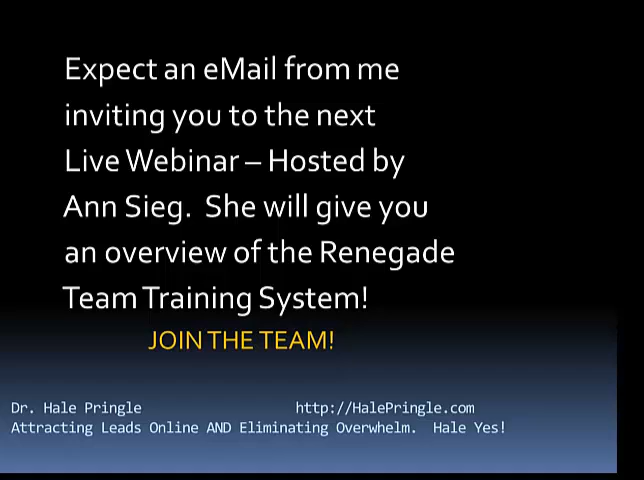 Expect an eMail from me
inviting you to the next
Live Webinar – Hosted by
Ann Sieg.  She will give you
an overview of the Renegade
Team Training System!
JOIN THE TEAM!
Dr. Hale Pringle http://HalePringle.com
Attracting Leads Online AND Eliminating Overwhelm.  Hale Yes!